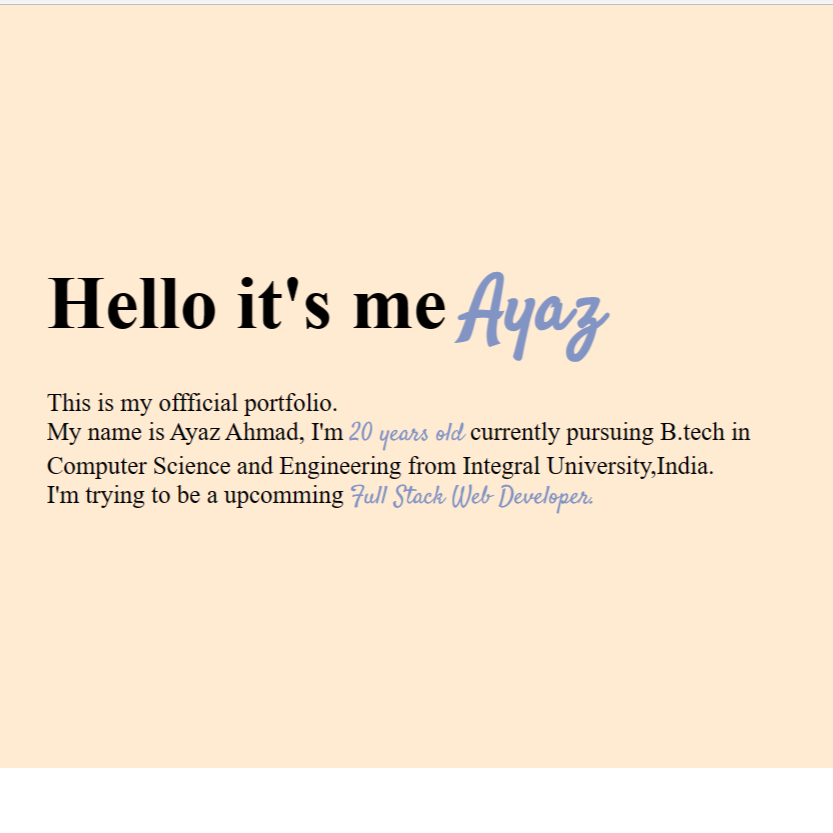 Hello it's me Ayaz
This is my offficial portfolio.
My name is Ayaz Ahmad, I'm 20 years old currently pursuing B.tech in
Computer Science and Engineering from Integral University,India.
I'm trying to be a upcomming Full Stack Web Developer.